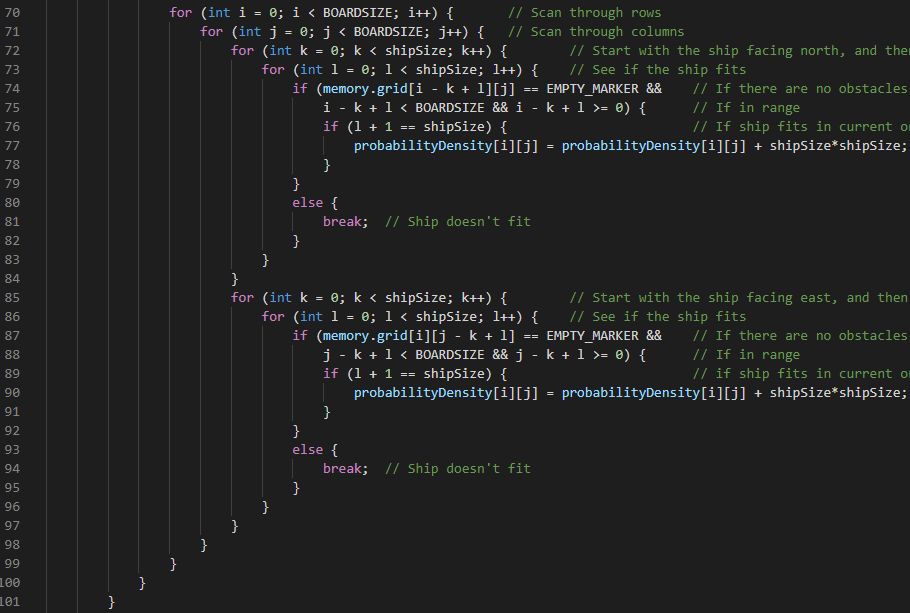 70 for (int i = 0; i < BOARDSIZE; i++) { // Scan through rows
71 for (int j = 0; j < BOARDSIZE; j++) { // Scan through columns
72 for (int k = 0; k < shipSize; k++) { // Start with the ship facing north, and then
73 for (int l = 0; l < shipSize; l++) { // See if the ship fits
74 if (memory.grid[i - k + l][j] == EMPTY_MARKER && // If there are no obstacles
75 i - k + l < BOARDSIZE && i - k + l >= 0) { // If in range
76 if (l + 1 == shipSize) { // If ship fits in current
77 probabilityDensity[i][j] = probabilityDensity[i][j] + shipSize*shipSize;
78 }
79 }
80 else {
81 break; // Ship doesn't fit
82 }
83 }
84 }
85 for (int k = 0; k < shipSize; k++) { // Start with the ship facing east, and then
86 for (int l = 0; l < shipSize; l++) { // See if the ship fits
87 if (memory.grid[i][j - k + l] == EMPTY_MARKER && // If there are no obstacles
88 j - k + l < BOARDSIZE && j - k + l >= 0) { // If in range
89 if (l + 1 == shipSize) { // if ship fits in current
90 probabilityDensity[i][j] = probabilityDensity[i][j] + shipSize*shipSize;
91 }
92 }
93 else {
94 break; // Ship doesn't fit
95 }
96 }
97 }
98 }
99 }
100 }
101 }